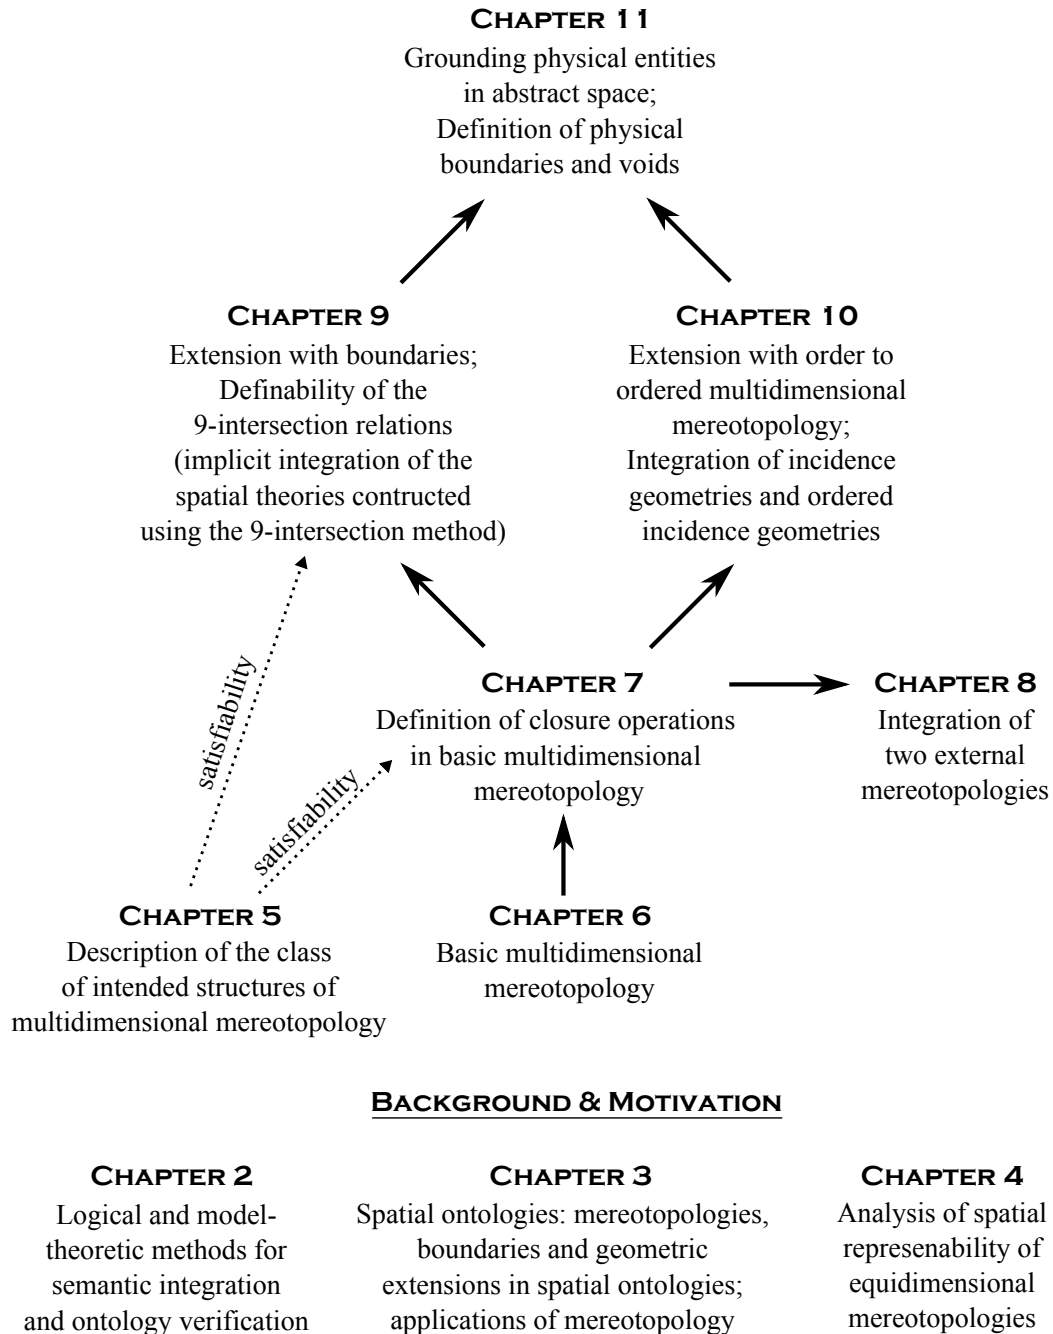 CHAPTER 11
Grounding physical entities
in abstract space;
Definition of physical
boundaries and voids
CHAPTER 9
Extension with boundaries;
Definability of the
9-intersection relations
(implicit integration of the
spatial theories contructed
using the 9-intersection method)
CHAPTER 10
Extension with order to
ordered multidimensional
mereotopology;
Integration of incidence
geometries and ordered
incidence geometries
satisfiability
satisfiability
CHAPTER 7
Definition of closure operations
in basic multidimensional
mereotopology
CHAPTER 8
Integration of
two external
mereotopologies
CHAPTER 5
Description of the class
of intended structures of
multidimensional mereotopology
CHAPTER 6
Basic multidimensional
mereotopology
BACKGROUND & MOTIVATION
CHAPTER 2
Logical and model-
theoretic methods for
semantic integration
and ontology verification
CHAPTER 3
Spatial ontologies: mereotopologies,
boundaries and geometric
extensions in spatial ontologies;
applications of mereotopology
CHAPTER 4
Analysis of spatial
represenability of
equidimensional
mereotopologies